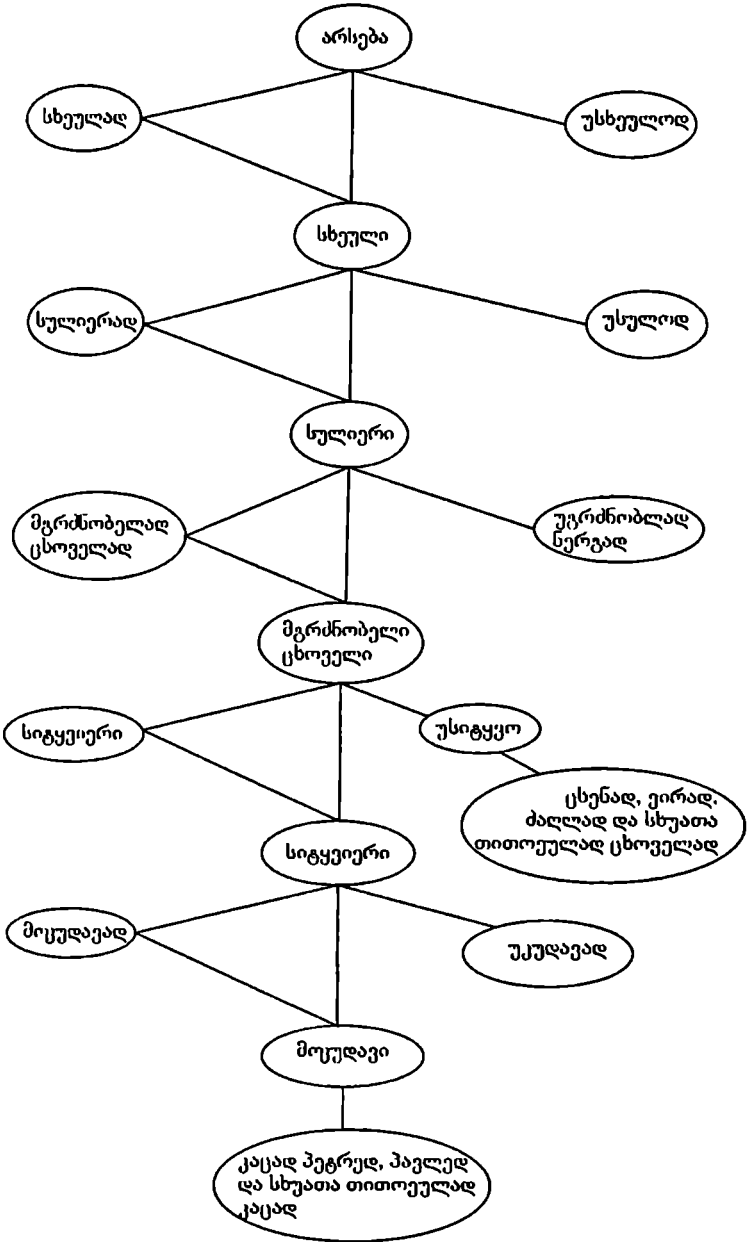 არსება
სხეულად
უსხეულოდ
სხეული
სულიერად
უსულოდ
სულიერი
მგრძნობელად
ცსოველად
უგრძნობლად
ნერგად
მგრძნობელი
ცხოველი
სიტყვიერი
უსიტყვო
ცხენად, ვირად,
ძაღლად და სხუათა
თითოეულად ცხოველად
სიტყვიერი
მოკუდავად
უკუდავად
მოკუდავი
კაცად პეტრედ, პავლედ
და სხუათა თითოეულად
კაცად